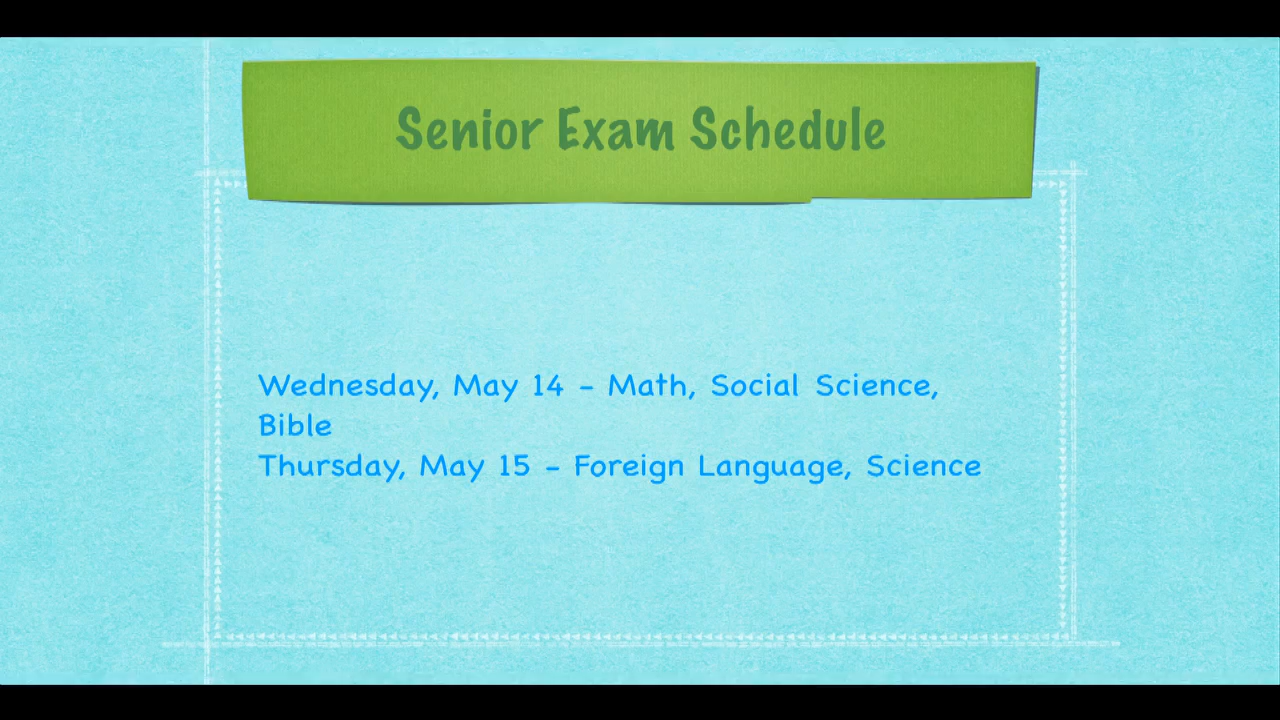 Senior Exam Schedule
Wednesday, May 14 - Math, Social Science,
Bible
Thursday, May 15 - Foreign Language, Science